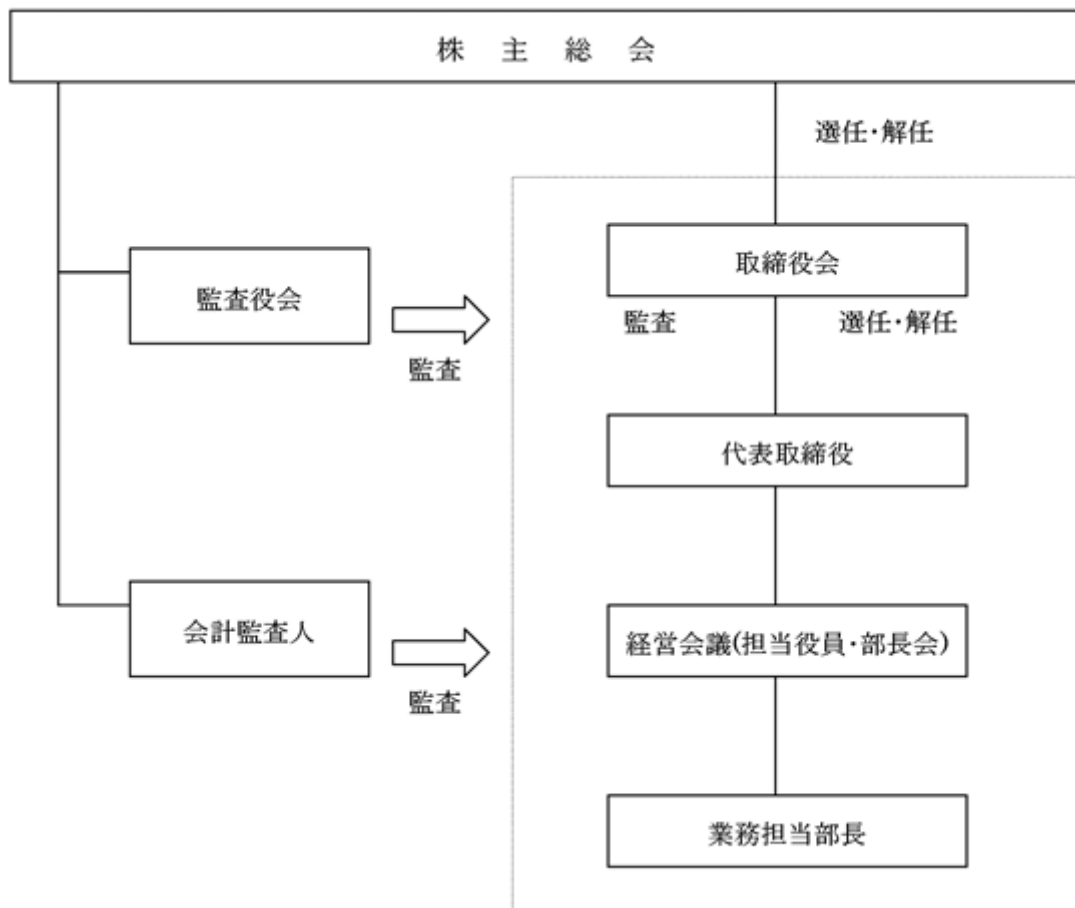 株主総会
選任・解任
取締役会
監査 選任・解任
監査役会
監査
代表取締役
会計監査人
監査
経営会議(担当役員・部長会)
業務担当部長